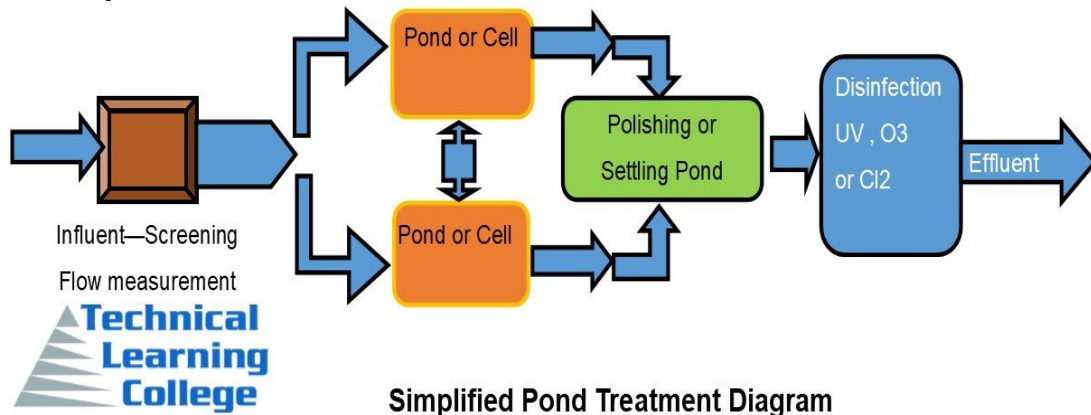 Pond or Cell
Disinfection
UV , O3
or Cl2
Polishing or
Settling Pond
Effluent
Pond or Cell
Influent—Screening
Flow measurement
Technical
Learning
College
Simplified Pond Treatment Diagram